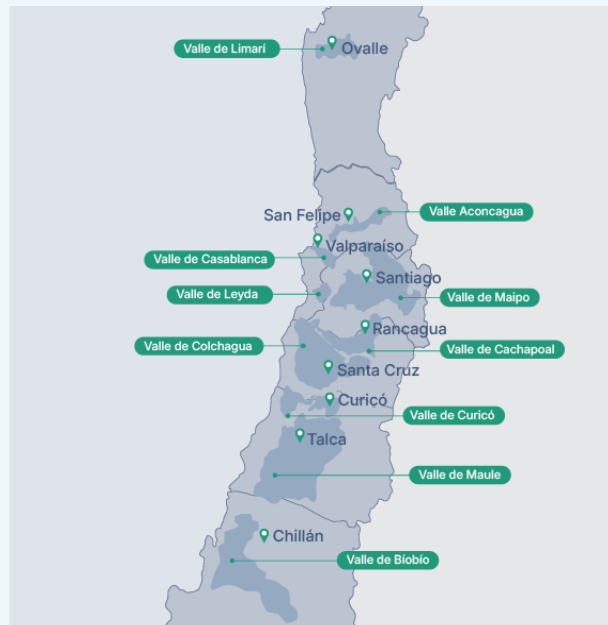 Valle de Limarí
Ovalle
San Felipe
Valle Aconcagua
Valparaíso
Valle de Casablanca
Santiago
Valle de Leyda
Valle de Maipo
Rancagua
Valle de Colchagua
Valle de Cachapoal
Santa Cruz
Curicó
Valle de Curicó
Talca
Valle de Maule
Chillán
Valle de Bíobío